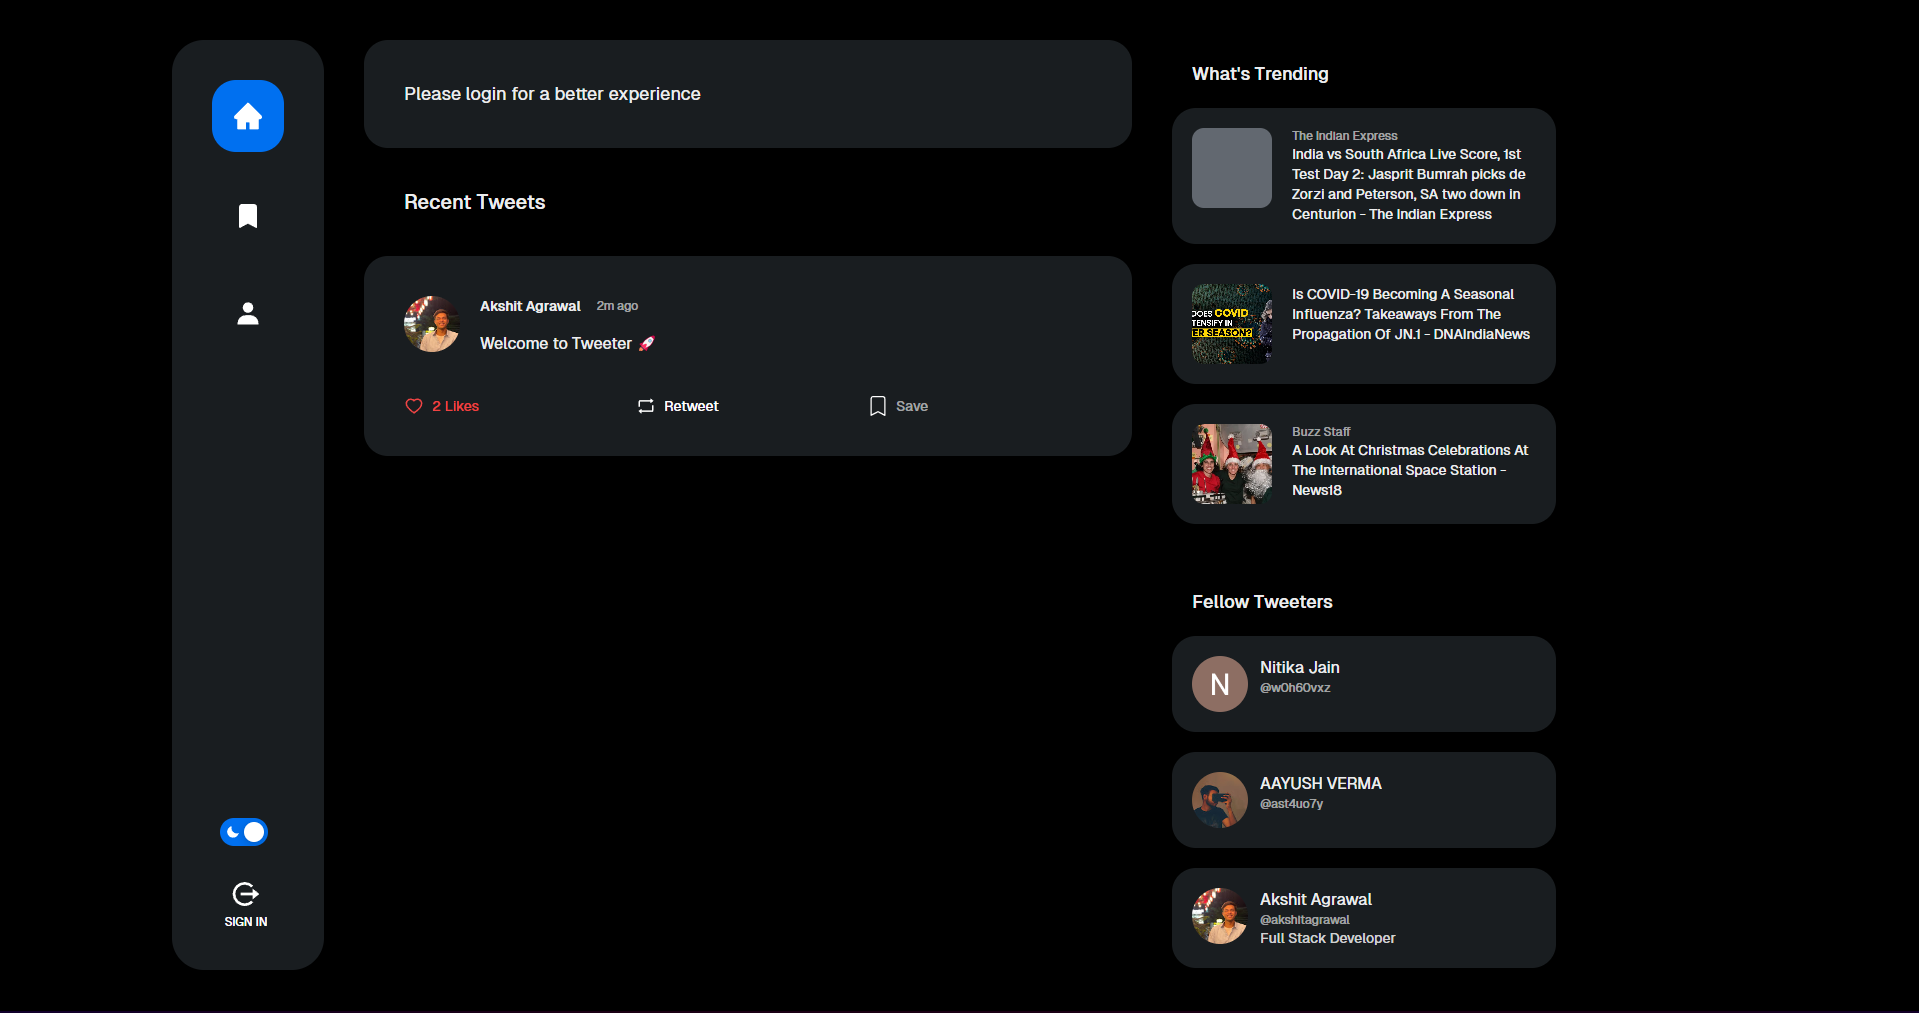 Please login for a better experience
Recent Tweets
Akshit Agrawal 2m ago
Welcome to Tweeter 🚀
2 Likes Retweet Save
SIGN IN
What's Trending
The Indian Express
India vs South Africa Live Score, 1st
Test Day 2: Jasprit Bumrah picks de
Zorzi and Peterson, SA two down in
Centurion - The Indian Express
DOES COVID
TENSIFY IN
ER SEASON?
Is COVID-19 Becoming A Seasonal
Influenza? Takeaways From The
Propagation Of JN.1 - DNAIndiaNews
Buzz Staff
A Look At Christmas Celebrations At
The International Space Station -
News18
Fellow Tweeters
N
Nitika Jain
@w0h60vxz
AAYUSH VERMA
@ast4uo7y
Akshit Agrawal
@akshitagrawal
Full Stack Developer